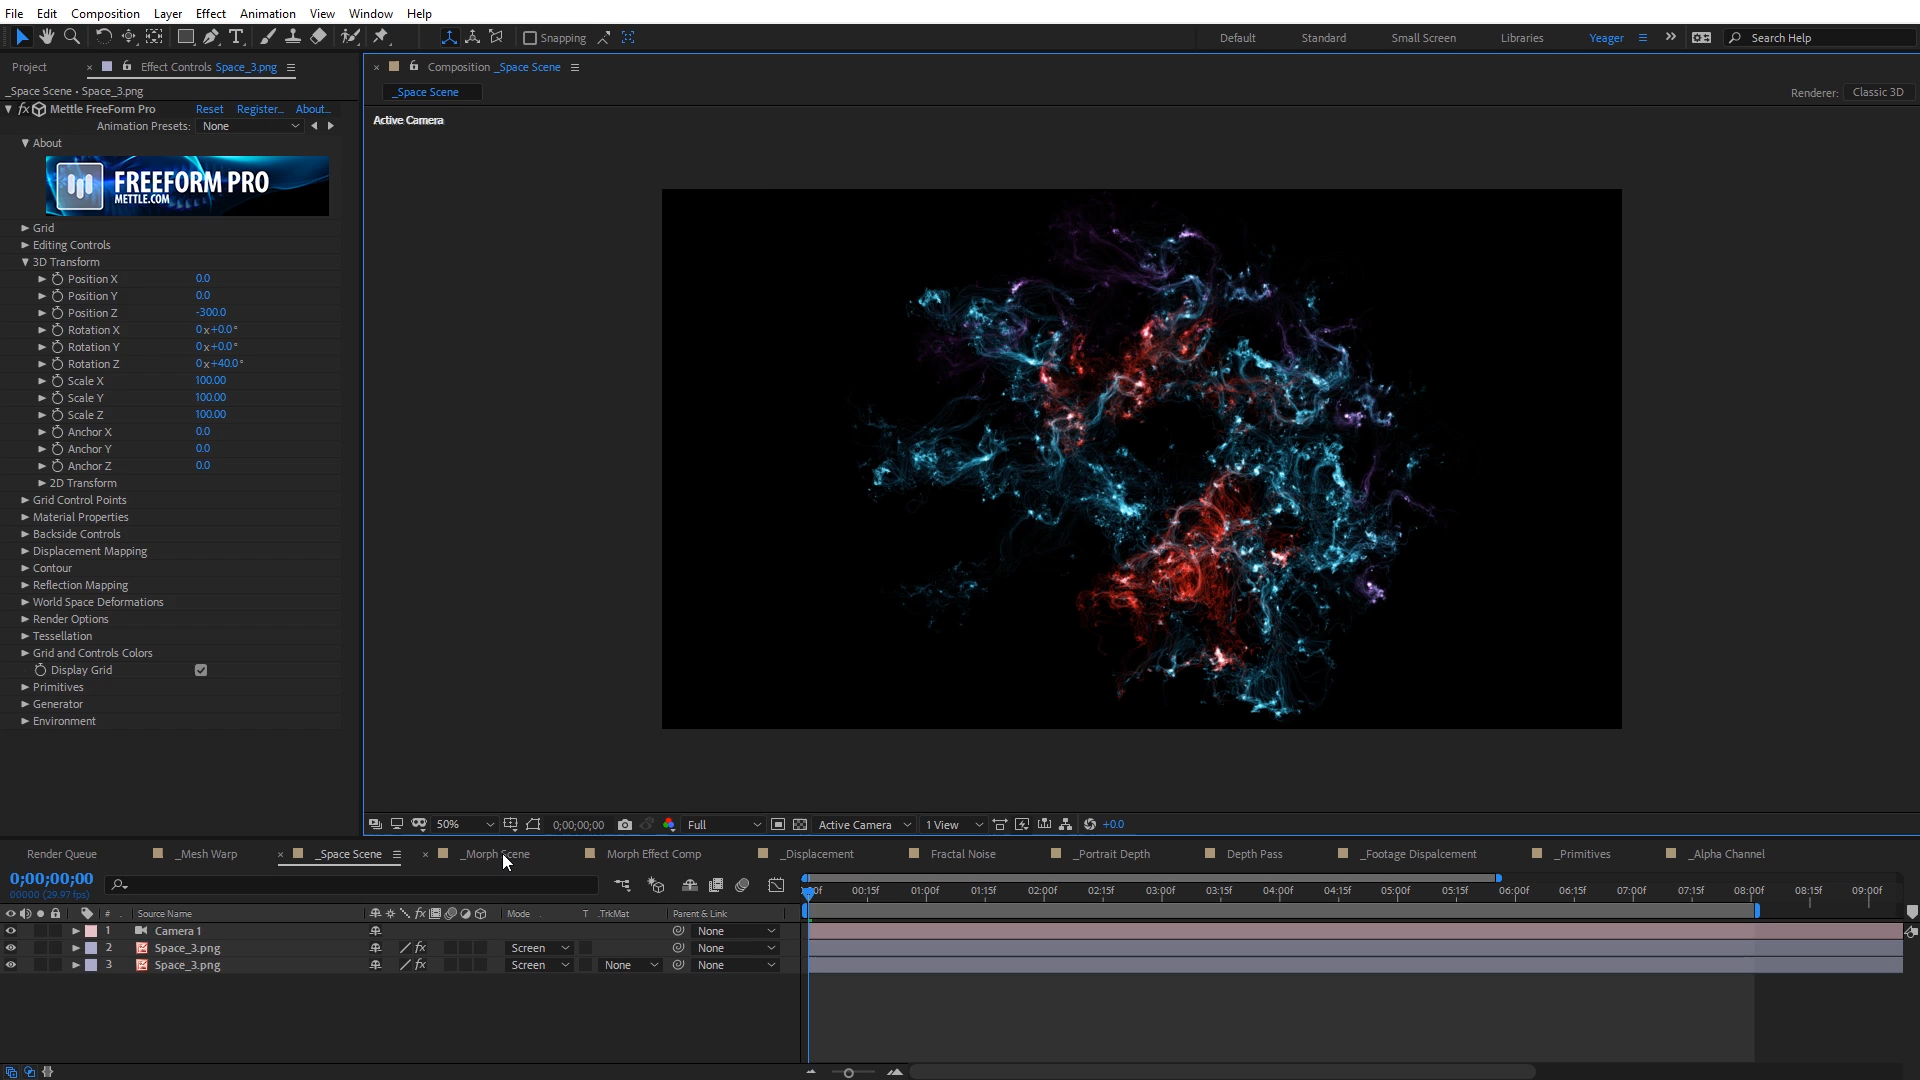 File Edit Composition Layer Effect Animation View Window Help
Snapping Default Standard Small Screen Libraries Yeager Search Help
Project Effect Controls Space_3.png
_Space Scene • Space_3.png
fx Mettle FreeForm Pro Reset Register... About...
Animation Presets: None
About
FREEFORM PRO
METTLE.COM
Grid
Editing Controls
3D Transform
Position X 0.0
Position Y 0.0
Position Z -300.0
Rotation X 0x+0.0°
Rotation Y 0x+0.0°
Rotation Z 0x+40.0°
Scale X 100.00
Scale Y 100.00
Scale Z 100.00
Anchor X 0.0
Anchor Y 0.0
Anchor Z 0.0
2D Transform
Grid Control Points
Material Properties
Backside Controls
Displacement Mapping
Contour
Reflection Mapping
World Space Deformations
Render Options
Tessellation
Grid and Controls Colors
Display Grid
Primitives
Generator
Environment
Composition _Space Scene
_Space Scene
Renderer: Classic 3D
Active Camera
50% 0;00;00;00 Full Active Camera 1 View +0.0
Render Queue _Mesh Warp _Space Scene _Morph Scene Morph Effect Comp _Displacement Fractal Noise _Portrait Depth Depth Pass _Footage Dispalcement _Primitives _Alpha Channel
0;00;00;00
00000 (29.97 fps)
00:15f 01:00f 01:15f 02:00f 02:15f 03:00f 03:15f 04:00f 04:15f 05:00f 05:15f 06:00f 06:15f 07:00f 07:15f 08:00f 08:15f 09:00f
# Source Name fx Mode T .TrkMat Parent & Link
1 Camera 1 None
2 Space_3.png fx Screen None
3 Space_3.png fx Screen None None